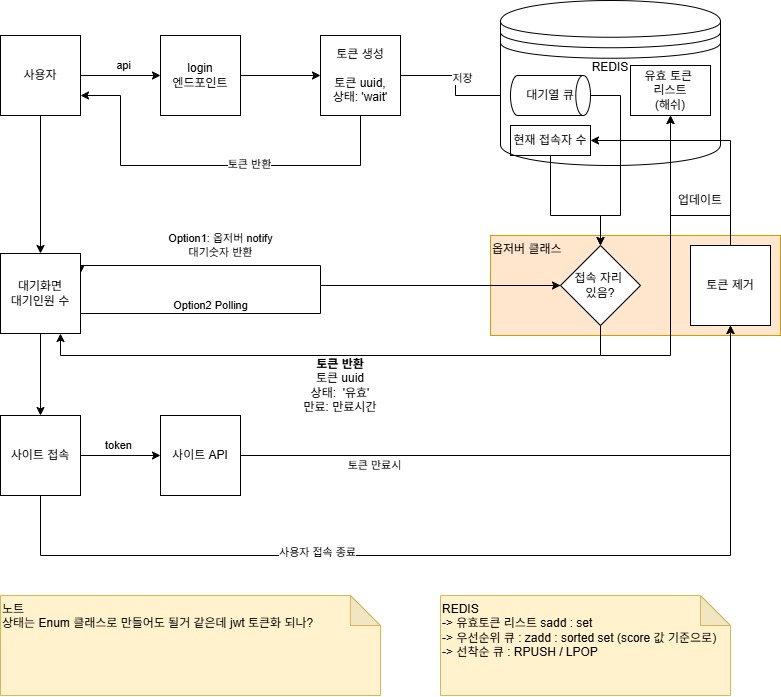 사용자
api
login
엔드포인트
토큰 생성
토큰 uuid,
상태: 'wait'
저장
REDIS
대기열 큐
유효 토큰
리스트
(해쉬)
현재 접속자 수
토큰 반환
업데이트
Option1: 옵저버 notify
대기숫자 반환
옵저버 클래스
대기화면
대기인원 수
접속 자리
있음?
토큰 제거
Option2 Polling
토큰 반환
토큰 uuid
상태: '유효'
만료: 만료시간
사이트 접속
token
사이트 API
토큰 만료시
사용자 접속 종료
노트
상태는 Enum 클래스로 만들어도 될거 같은데 jwt 토큰화 되나?
REDIS
-> 유효토큰 리스트 sadd : set
-> 우선순위 큐 : zadd : sorted set (score 값 기준으로)
-> 선착순 큐 : RPUSH / LPOP